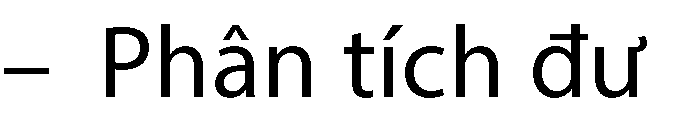 – Phân tích đư